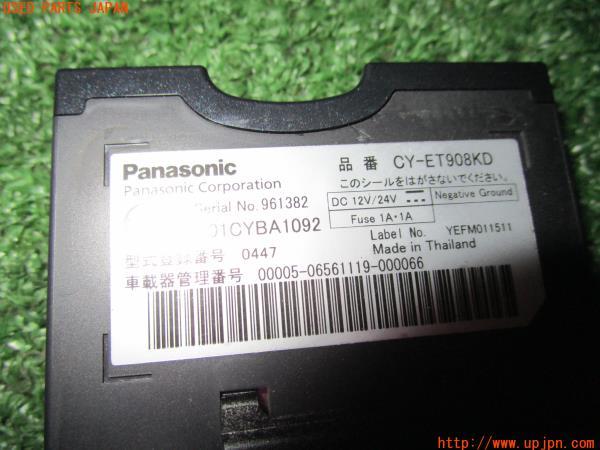 USED PARTS JAPAN
Panasonic
Panasonic Corporation
Serial No. 961382
01CYBA1092
型式登録番号 0447
車載器管理番号 00005-06561119-000066
品番 CY-ET908KD
このシールをはがさないでください。
DC 12V/24V Negative Ground
Fuse 1A・1A
Label No. YEFM011511
Made in Thailand
http://www.upjpn.com/